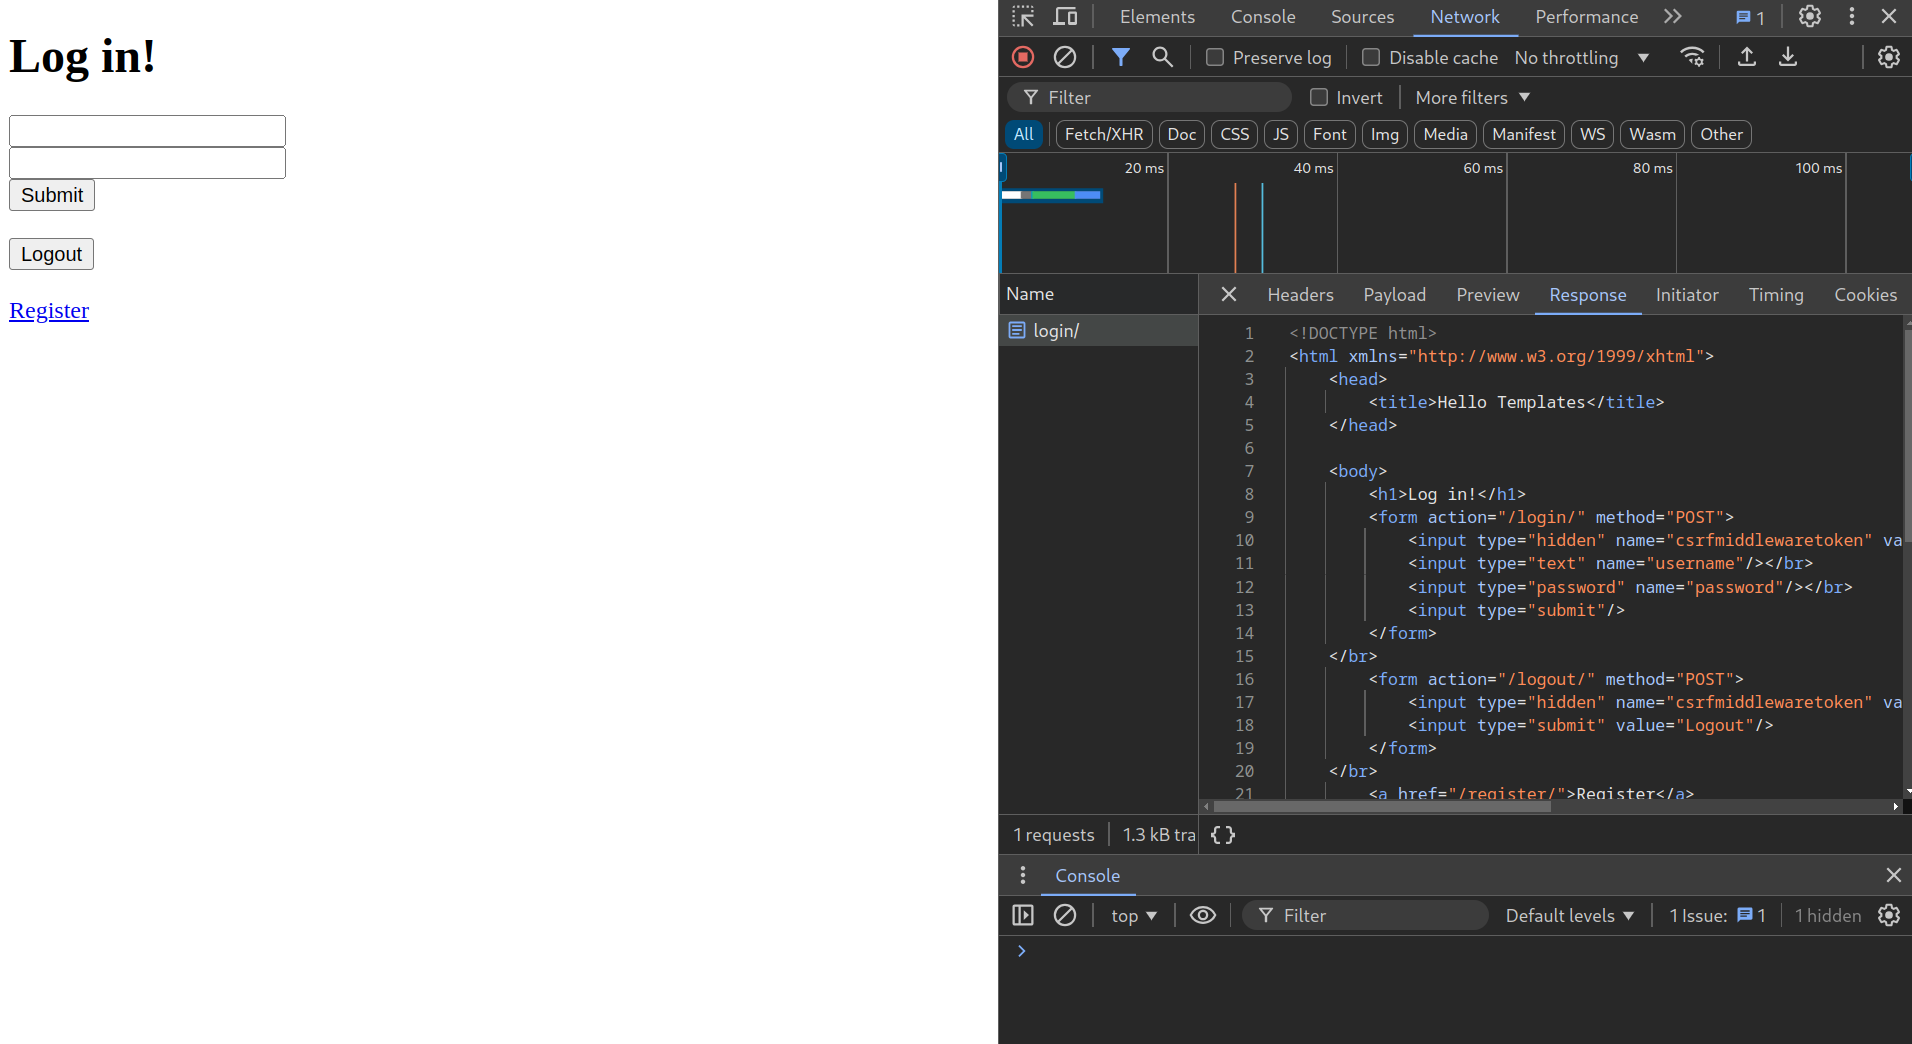 Log in!
Submit
Logout
Register
Elements Console Sources Network Performance 1
Preserve log Disable cache No throttling
Filter Invert More filters
All Fetch/XHR Doc CSS JS Font Img Media Manifest WS Wasm Other
20 ms 40 ms 60 ms 80 ms 100 ms
Name
login/
Headers Payload Preview Response Initiator Timing Cookies
1 <!DOCTYPE html>
2 <html xmlns="http://www.w3.org/1999/xhtml">
3 <head>
4 <title>Hello Templates</title>
5 </head>
6
7 <body>
8 <h1>Log in!</h1>
9 <form action="/login/" method="POST">
10 <input type="hidden" name="csrfmiddlewaretoken" va
11 <input type="text" name="username"/></br>
12 <input type="password" name="password"/></br>
13 <input type="submit"/>
14 </form>
15 </br>
16 <form action="/logout/" method="POST">
17 <input type="hidden" name="csrfmiddlewaretoken" va
18 <input type="submit" value="Logout"/>
19 </form>
20 </br>
21 <a href="/register/">Register</a>
1 requests 1.3 kB tra {}
Console
top Filter Default levels 1 Issue: 1 1 hidden